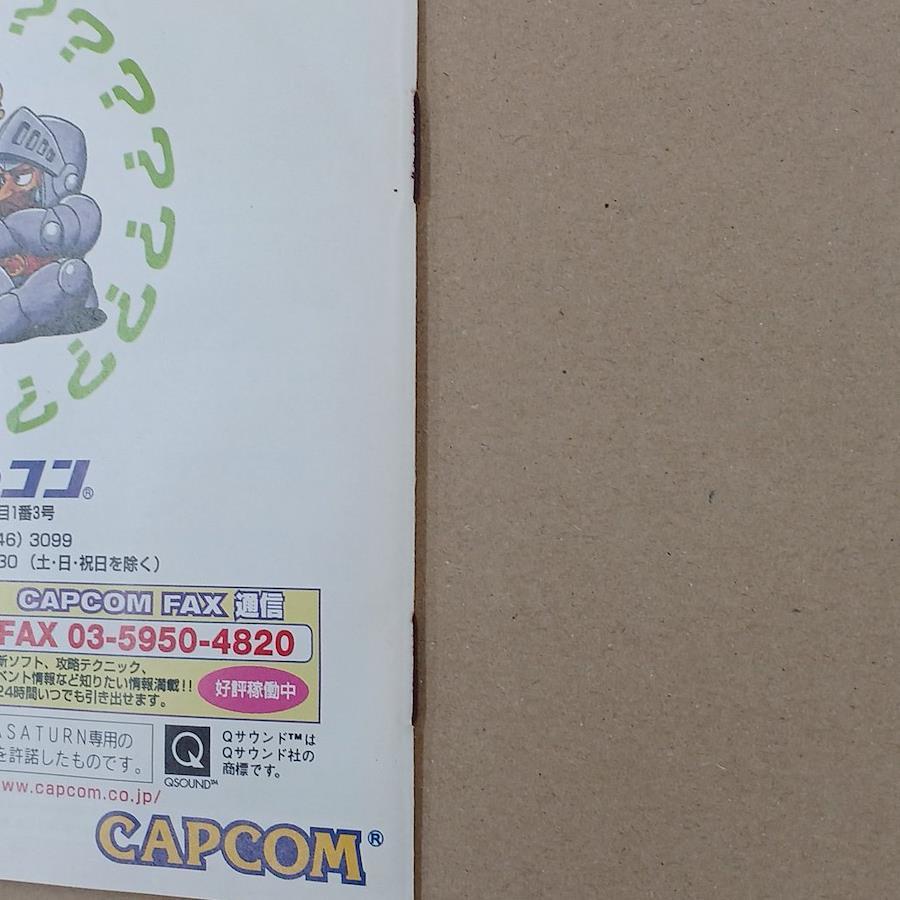 ? ? ? ? ? ? ? ?
コン®
目1番3号
46) 3099
30 (土・日・祝日を除く)
CAPCOM FAX 通信
FAX 03-5950-4820
新ソフト、攻略テクニック、
ベント情報など知りたい情報満載!!
24時間いつでも引き出せます。
好評稼働中
ASATURN専用の
を許諾したものです。
Q
QSOUND™
Qサウンド™は
Qサウンド社の
商標です。
ww.capcom.co.jp/
CAPCOM®